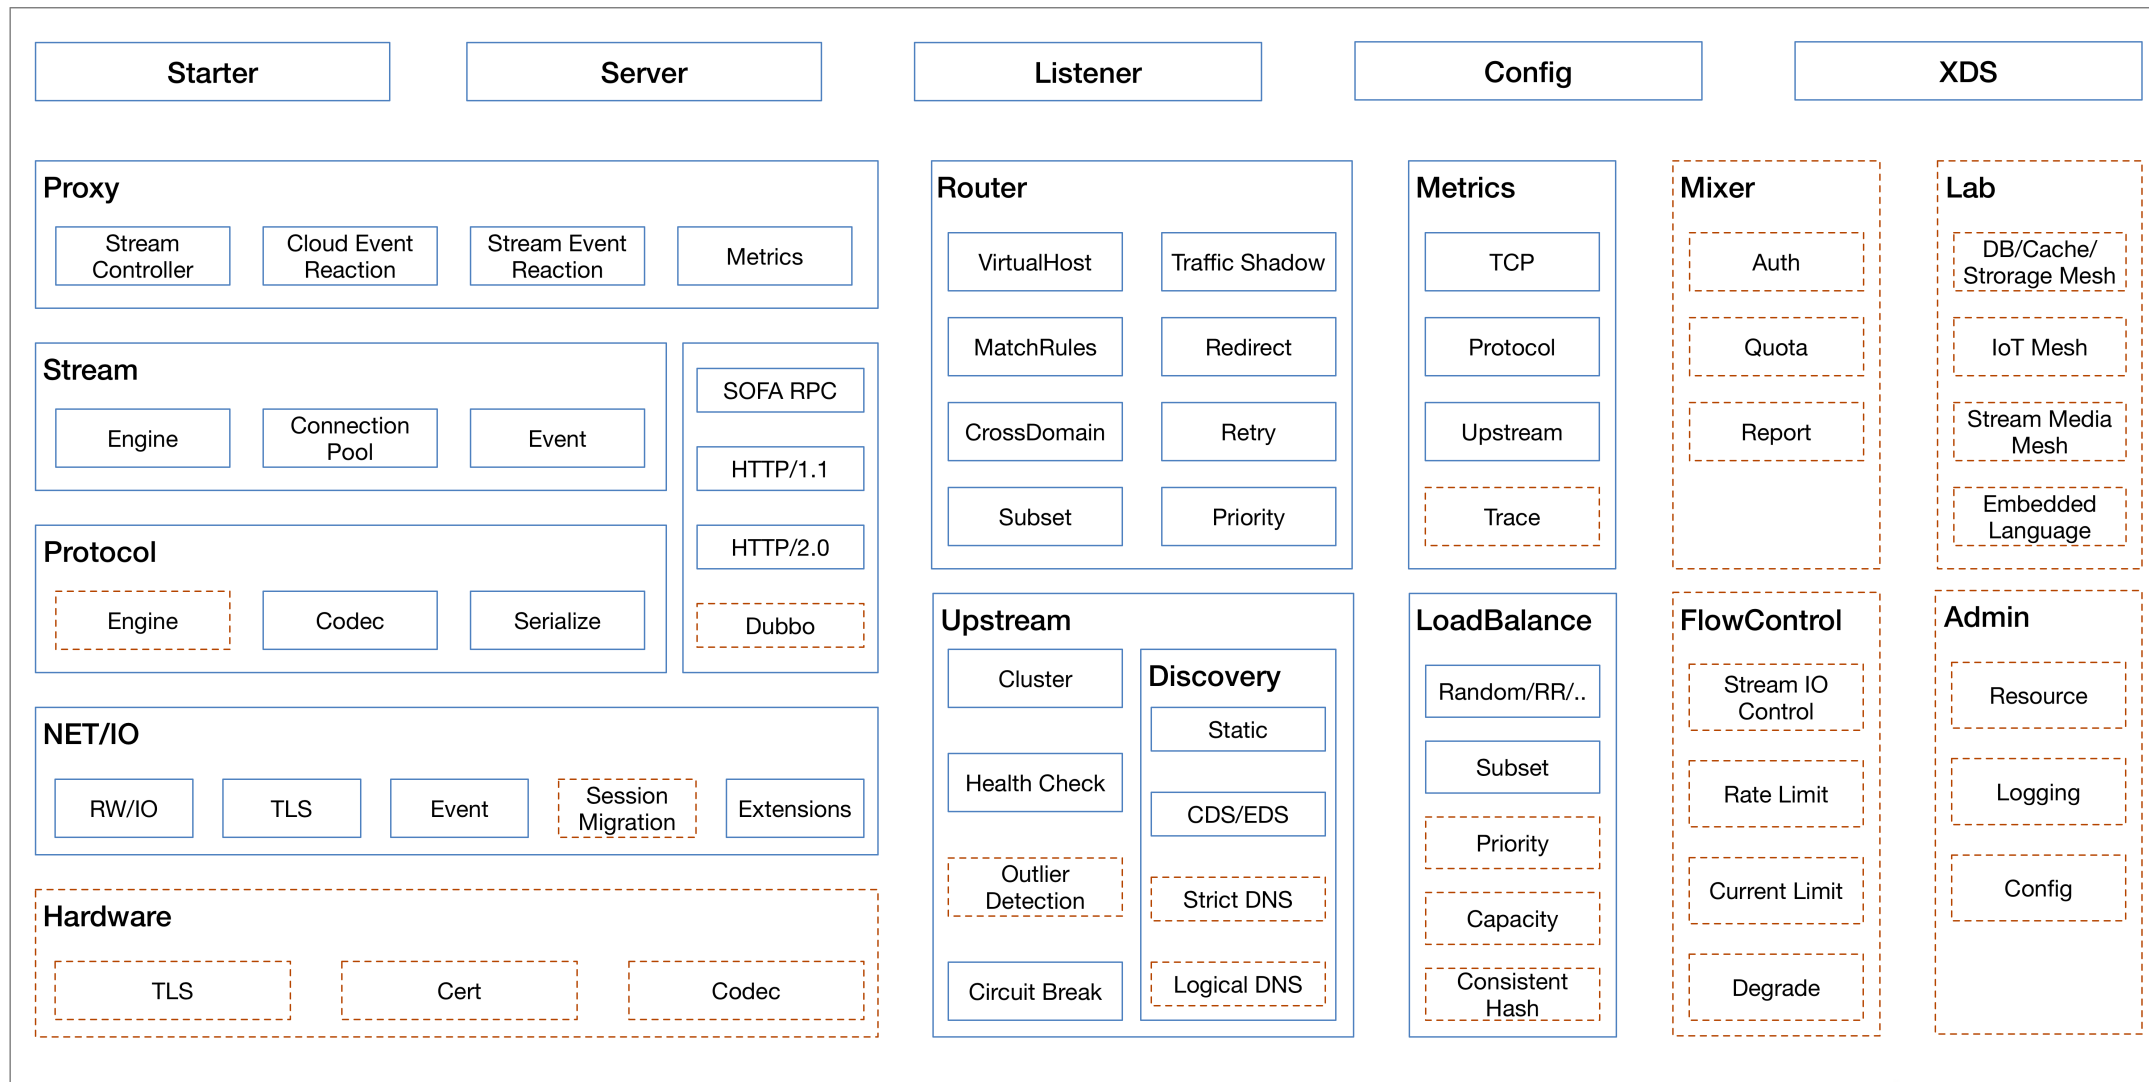 Starter
Server
Listener
Config
XDS
Proxy
Stream
Controller
Cloud Event
Reaction
Stream Event
Reaction
Metrics
Stream
Engine
Connection
Pool
Event
Protocol
Engine
Codec
Serialize
SOFA RPC
HTTP/1.1
HTTP/2.0
Dubbo
NET/IO
RW/IO
TLS
Event
Session
Migration
Extensions
Hardware
TLS
Cert
Codec
Router
VirtualHost
Traffic Shadow
MatchRules
Redirect
CrossDomain
Retry
Subset
Priority
Upstream
Cluster
Health Check
Outlier
Detection
Circuit Break
Discovery
Static
CDS/EDS
Strict DNS
Logical DNS
Metrics
TCP
Protocol
Upstream
Trace
LoadBalance
Random/RR/..
Subset
Priority
Capacity
Consistent
Hash
Mixer
Auth
Quota
Report
FlowControl
Stream IO
Control
Rate Limit
Current Limit
Degrade
Lab
DB/Cache/
Strorage Mesh
IoT Mesh
Stream Media
Mesh
Embedded
Language
Admin
Resource
Logging
Config